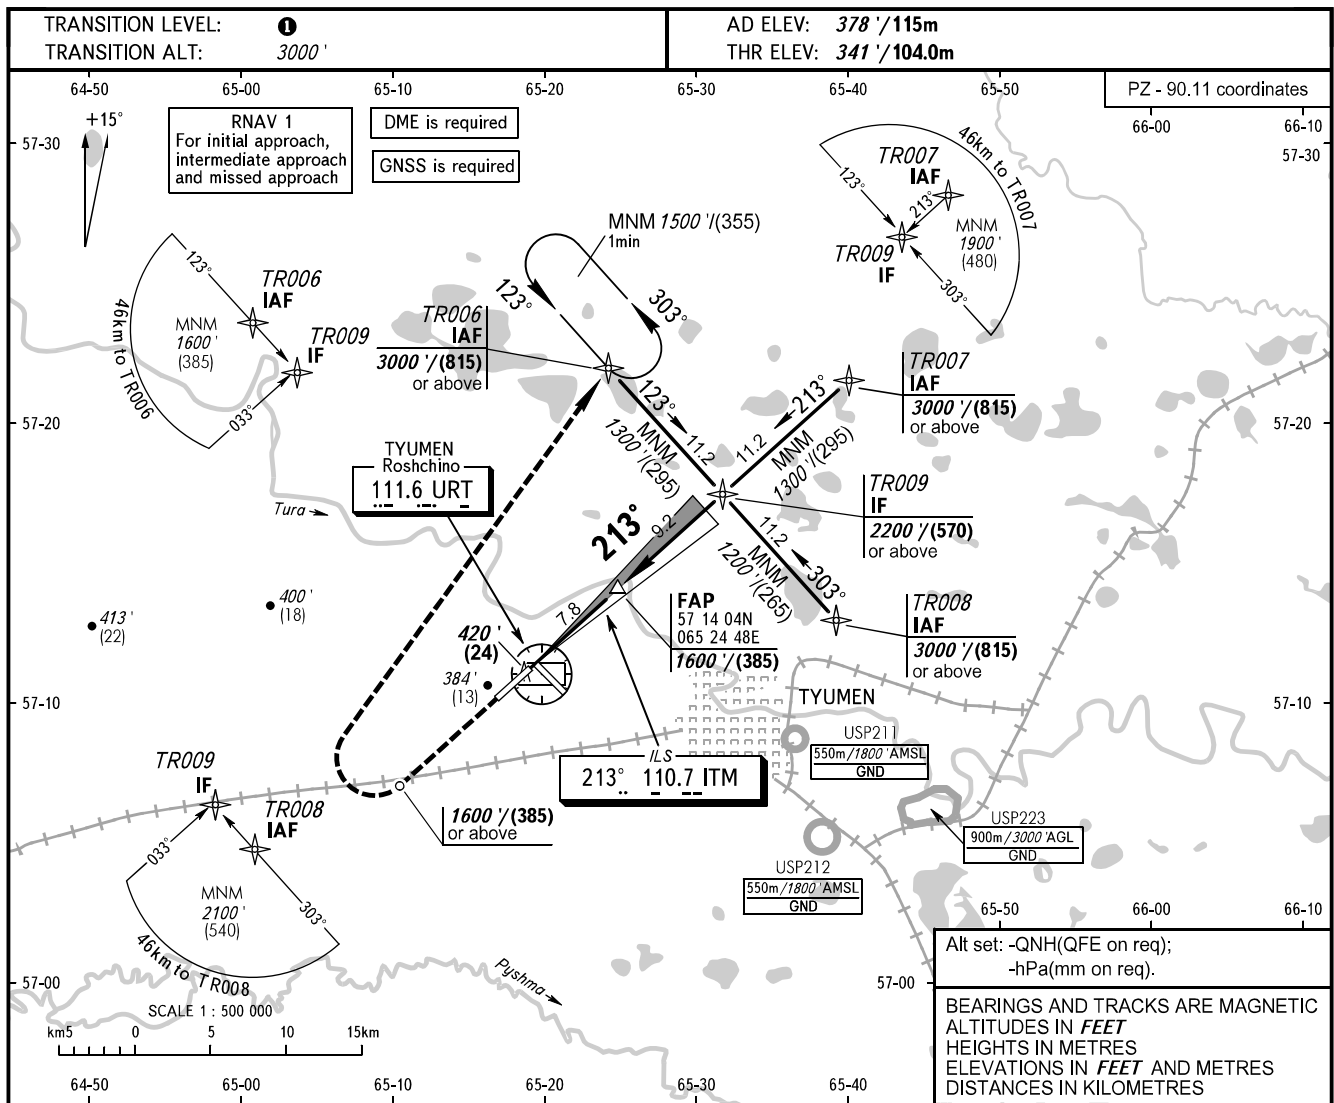 TRANSITION LEVEL: ❶
TRANSITION ALT: 3000 '
AD ELEV: 378 '/115m
THR ELEV: 341 '/104.0m
64-50 65-00 65-10 65-20 65-30 65-40 65-50
PZ - 90.11 coordinates
66-00 66-10
57-30
57-30
+15°
RNAV 1
For initial approach,
intermediate approach
and missed approach
DME is required
GNSS is required
46km to TR007
TR007
IAF
123°
213°
TR009
IF
MNM
1900 '
(480)
303°
MNM 1500 '/(355)
1min
123°
303°
123°
TR006
IAF
TR009
IF
MNM
1600 '
(385)
46km to TR006
033°
TR006
IAF
3000 '/(815)
or above
TR007
IAF
3000 '/(815)
or above
123°
11.2
MNM
1300 '/(295)
213°
11.2
MNM
1300 '/(295)
57-20
57-20
TYUMEN
Roshchino
111.6 URT
TR009
IF
2200 '/(570)
or above
Tura
213°
9.2
11.2
MNM
1200 '/(265)
303°
7.8
FAP
57 14 04N
065 24 48E
1600 '/(385)
TR008
IAF
3000 '/(815)
or above
400 '
(18)
413 '
(22)
420 '
(24)
384 '
(13)
57-10
57-10
TYUMEN
USP211
550m/1800 ' AMSL
GND
ILS
213° 110.7 ITM
1600 '/(385)
or above
USP223
900m/3000 ' AGL
GND
USP212
550m/1800 ' AMSL
GND
TR009
IF
TR008
IAF
033°
303°
MNM
2100 '
(540)
46km to TR008
65-50 66-00 66-10
57-00
57-00
Pyshma
SCALE 1 : 500 000
km5 0 5 10 15km
64-50 65-00 65-10 65-20 65-30 65-40
Alt set: -QNH(QFE on req);
-hPa(mm on req).
BEARINGS AND TRACKS ARE MAGNETIC
ALTITUDES IN FEET
HEIGHTS IN METRES
ELEVATIONS IN FEET AND METRES
DISTANCES IN KILOMETRES